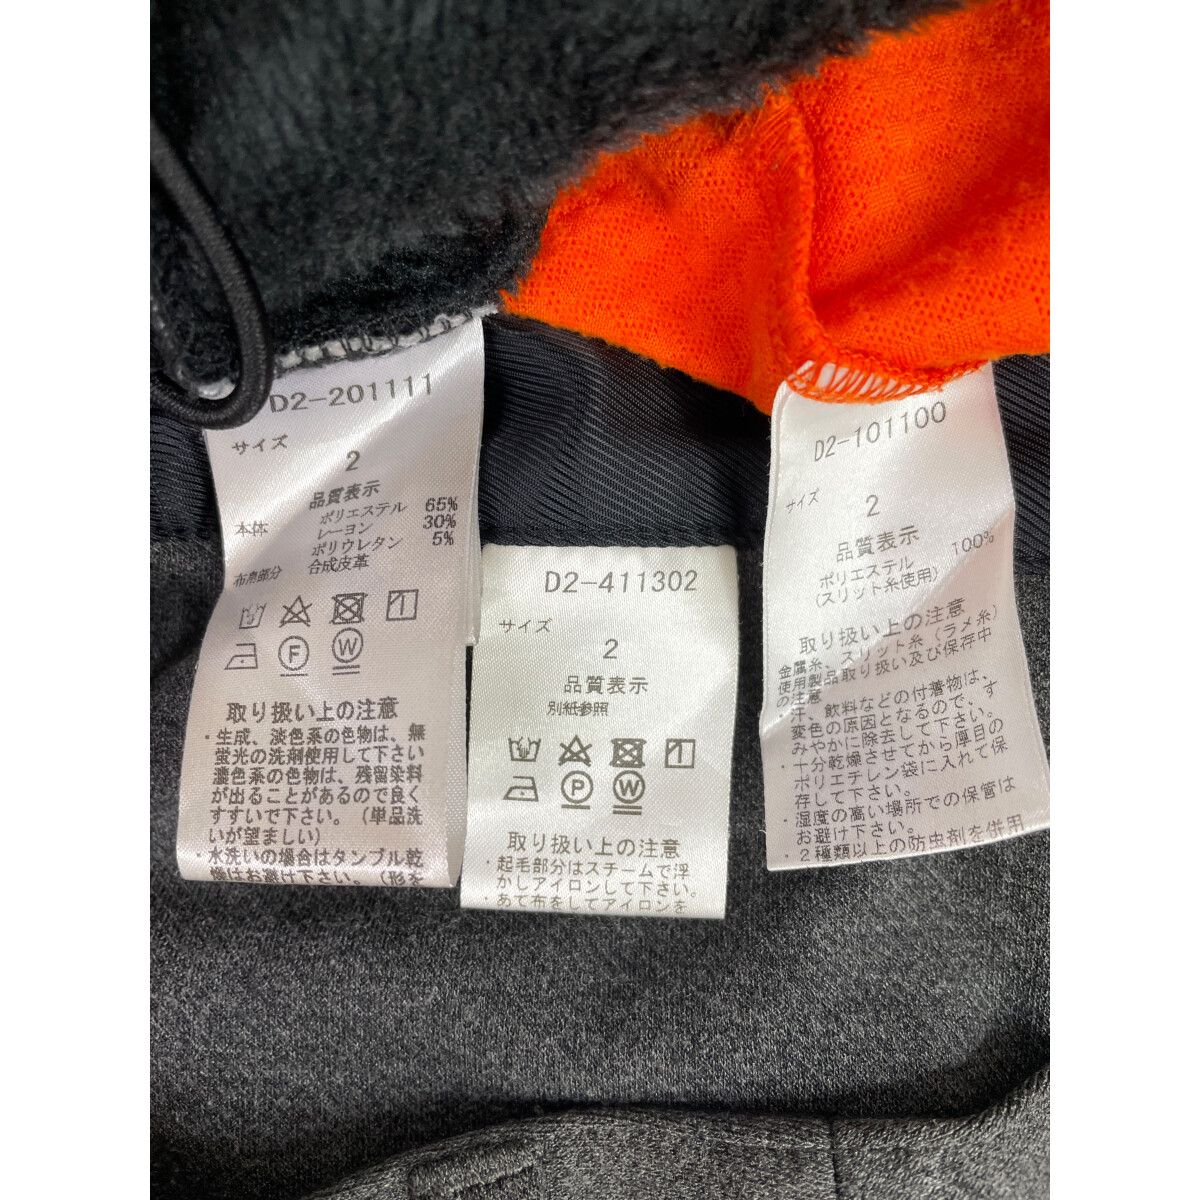 D2-201111
サイズ
2
品質表示
本体 ポリエステル 65%
レーヨン 30%
ポリウレタン 5%
布帛部分 合成皮革
F W
取り扱い上の注意
・生成、淡色系の色物は、無
蛍光の洗剤使用して下さい
濃色系の色物は、残留染料
が出ることがあるので良く
すすいで下さい。(単品洗
いが望ましい)
・水洗いの場合はタンブル乾
燥はお避け下さい。(形を
D2-411302
サイズ
2
品質表示
別紙参照
P W
取り扱い上の注意
・起毛部分はスチームで浮
かしアイロンして下さい。
・あて布をしてアイロンを
D2-101100
サイズ
2
品質表示
ポリエステル 100%
(スリット糸使用)
取り扱い上の注意
金属糸、スリット糸(ラメ糸)
使用製品取り扱い及び保存中
の注意
・汗、飲料などの付着物は、
変色の原因となるので、す
みやかに除去して下さい。
・十分乾燥させてから厚目の
ポリエチレン袋に入れて保
存して下さい。
・湿度の高い場所での保管は
お避け下さい。
・2種類以上の防虫剤を併用